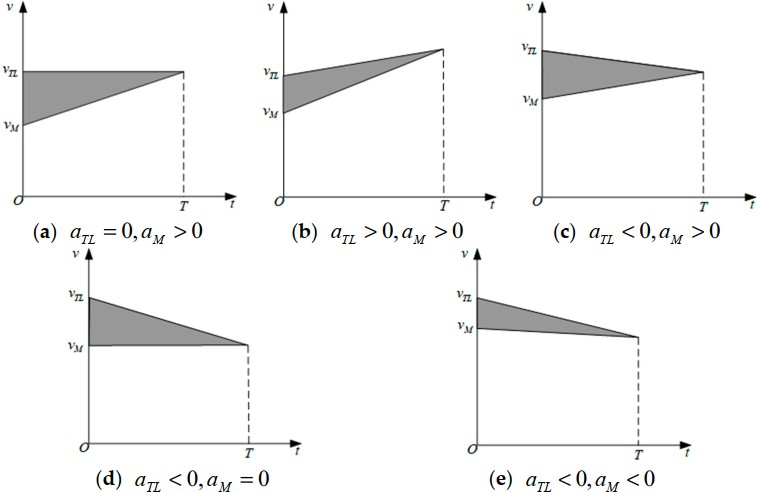 v v v
v_TL v_TL v_TL
v_M v_M v_M
O T t O T t O T t
(a) a_TL = 0, a_M > 0 (b) a_TL > 0, a_M > 0 (c) a_TL < 0, a_M > 0
v v
v_TL v_TL
v_M v_M
O T t O T t
(d) a_TL < 0, a_M = 0 (e) a_TL < 0, a_M < 0